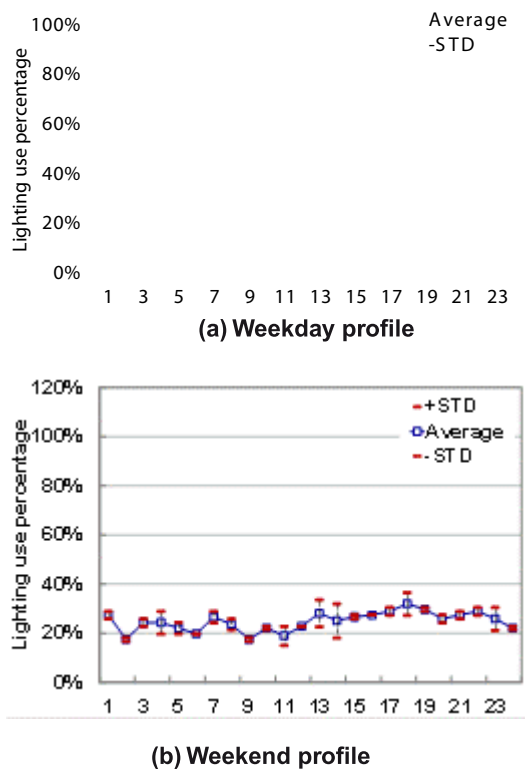 Average
-STD
100%
80%
60%
40%
20%
0%
Lighting use percentage
1 3 5 7 9 11 13 15 17 19 21 23
(a) Weekday profile
120%
100%
80%
60%
40%
20%
0%
Lighting use percentage
+STD
Average
-STD
1 3 5 7 9 11 13 15 17 19 21 23
(b) Weekend profile